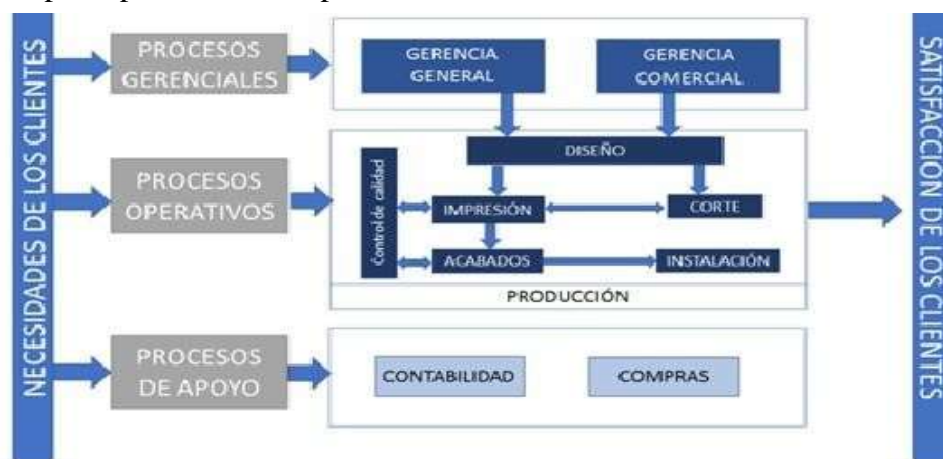 NECESIDADES DE LOS CLIENTES
PROCESOS
GERENCIALES
GERENCIA
GENERAL
GERENCIA
COMERCIAL
PROCESOS
OPERATIVOS
Control de calidad
DISEÑO
IMPRESIÓN
CORTE
ACABADOS
INSTALACIÓN
PRODUCCIÓN
PROCESOS
DE APOYO
CONTABILIDAD
COMPRAS
SATISFACCION DE LOS CLIENTES